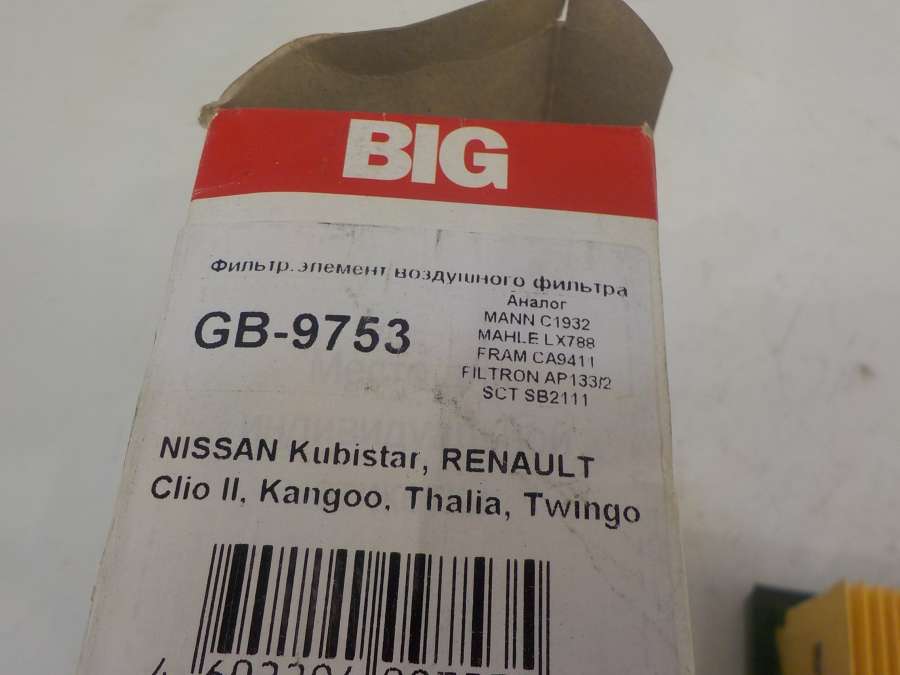 BIG
Фильтр.элемент воздушного фильтра
GB-9753
Аналог
MANN C1932
MAHLE LX788
FRAM CA9411
FILTRON AP133/2
SCT SB2111
NISSAN Kubistar, RENAULT
Clio II, Kangoo, Thalia, Twingo